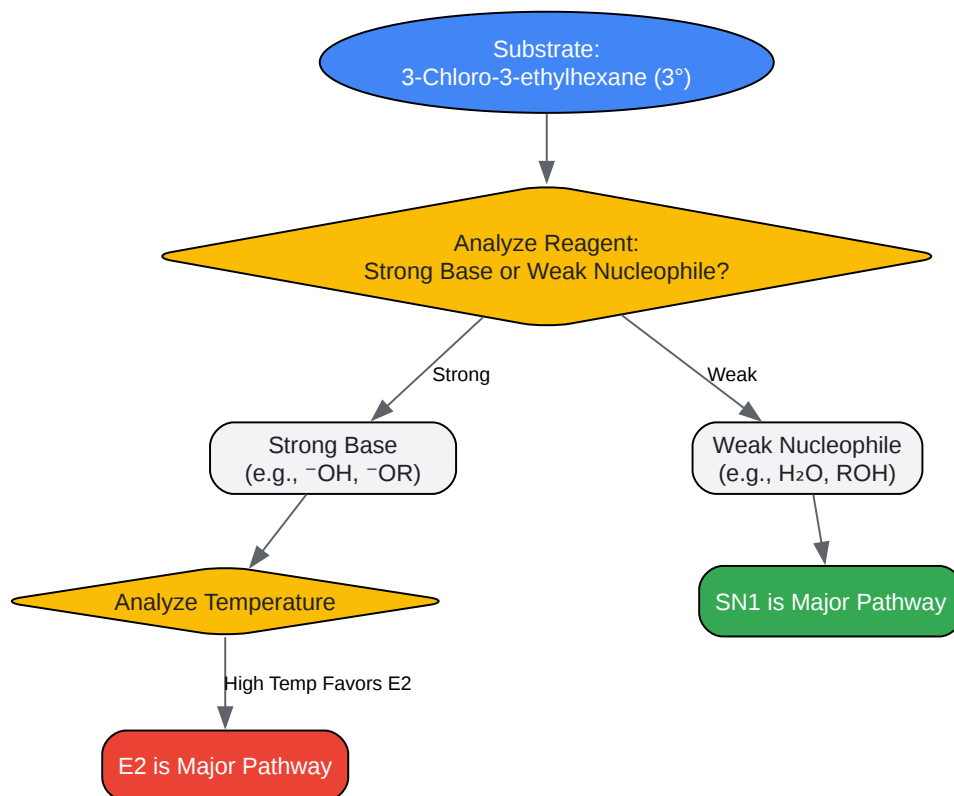 Substrate:
3-Chloro-3-ethylhexane (3°)
Analyze Reagent:
Strong Base or Weak Nucleophile?
Strong
Weak
Strong Base
(e.g., ⁻OH, ⁻OR)
Weak Nucleophile
(e.g., H₂O, ROH)
Analyze Temperature
SN1 is Major Pathway
High Temp Favors E2
E2 is Major Pathway